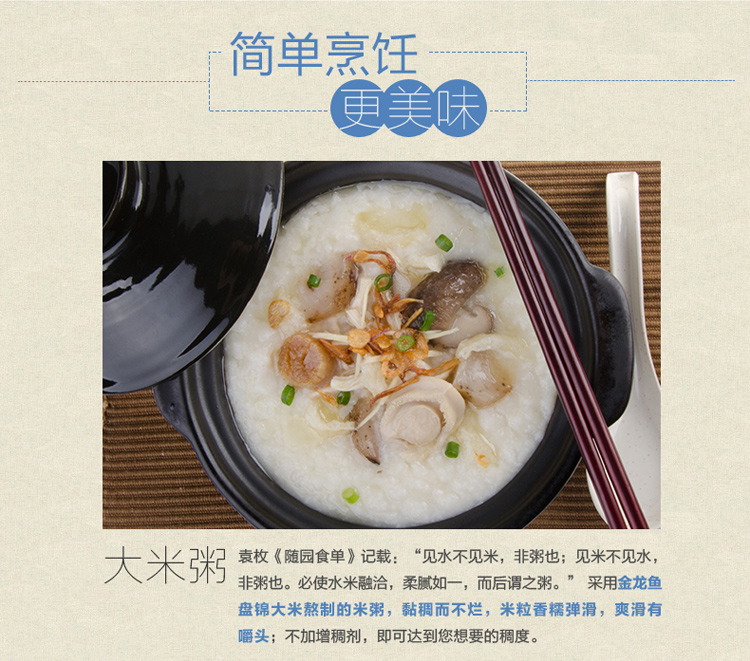 简单烹饪
更美味
大米粥
袁枚《随园食单》记载：“见水不见米，非粥也；见米不见水，
非粥也。必使水米融洽，柔腻如一，而后谓之粥。” 采用金龙鱼
盘锦大米熬制的米粥，黏稠而不烂，米粒香糯弹滑，爽滑有
嚼头；不加增稠剂，即可达到您想要的稠度。